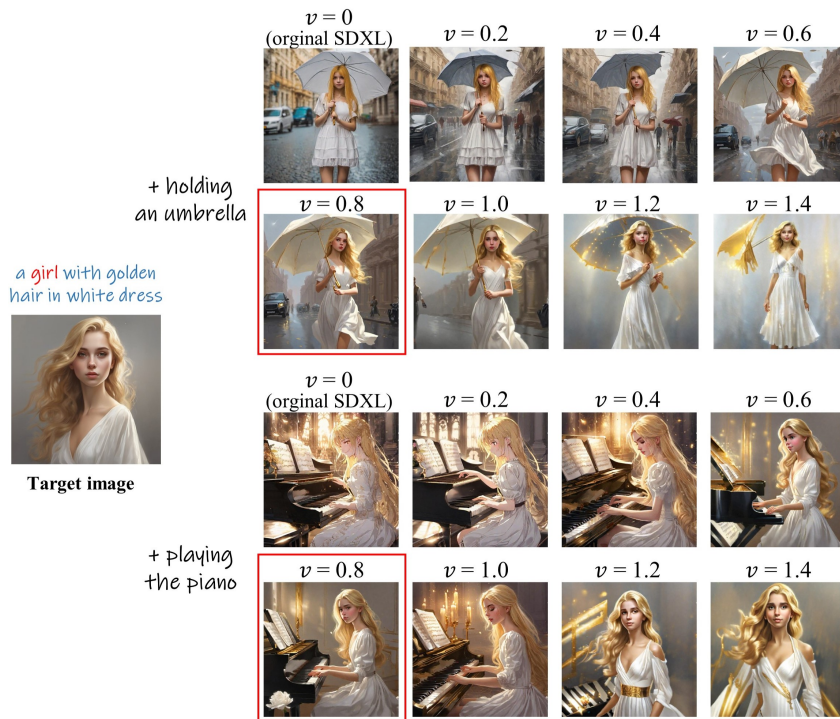 v = 0
(orginal SDXL)
v = 0.2
v = 0.4
v = 0.6
+ holding
an umbrella
v = 0.8
v = 1.0
v = 1.2
v = 1.4
a girl with golden
hair in white dress
Target image
v = 0
(orginal SDXL)
v = 0.2
v = 0.4
v = 0.6
+ playing
the piano
v = 0.8
v = 1.0
v = 1.2
v = 1.4